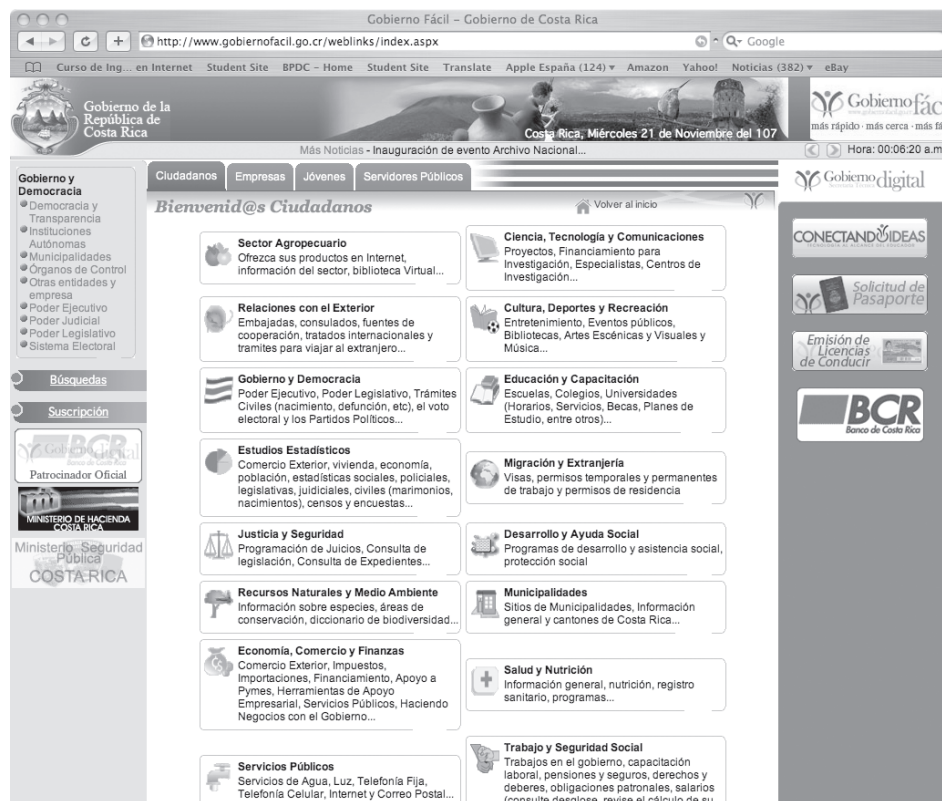 Gobierno Fácil – Gobierno de Costa Rica
http://www.gobiernofacil.go.cr/weblinks/index.aspx
Google
Curso de Ing... en Internet Student Site BPDC – Home Student Site Translate Apple España (124) Amazon Yahoo! Noticias (382) eBay
Gobierno de la
República de
Costa Rica
Costa Rica, Miércoles 21 de Noviembre del 107
Gobierno fác
más rápido · más cerca · más fá
Más Noticias - Inauguración de evento Archivo Nacional...
Hora: 00:06:20 a.m
Gobierno y
Democracia
Democracia y
Transparencia
Instituciones
Autónomas
Municipalidades
Órganos de Control
Otras entidades y
empresa
Poder Ejecutivo
Poder Judicial
Poder Legislativo
Sistema Electoral
Búsquedas
Suscripción
BCR
Banco de Costa Rica
Gobierno digital
Patrocinador Oficial
MINISTERIO DE HACIENDA
COSTA RICA
Ministerio Seguridad
Pública
COSTA RICA
Ciudadanos Empresas Jóvenes Servidores Públicos
Bienvenid@s Ciudadanos
Volver al inicio
Sector Agropecuario
Ofrezca sus productos en Internet,
información del sector, biblioteca Virtual...
Ciencia, Tecnología y Comunicaciones
Proyectos, Financiamiento para
Investigación, Especialistas, Centros de
Investigación...
Relaciones con el Exterior
Embajadas, consulados, fuentes de
cooperación, tratados internacionales y
tramites para viajar al extranjero...
Cultura, Deportes y Recreación
Entretenimiento, Eventos públicos,
Bibliotecas, Artes Escénicas y Visuales y
Música...
Gobierno y Democracia
Poder Ejecutivo, Poder Legislativo, Trámites
Civiles (nacimiento, defunción, etc), el voto
electoral y los Partidos Políticos...
Educación y Capacitación
Escuelas, Colegios, Universidades
(Horarios, Servicios, Becas, Planes de
Estudio, entre otros)...
Estudios Estadísticos
Comercio Exterior, vivienda, economía,
población, estadísticas sociales, policiales,
legislativas, juidiciales, civiles (marimonios,
nacimientos), censos y encuestas...
Migración y Extranjería
Visas, permisos temporales y permanentes
de trabajo y permisos de residencia
Justicia y Seguridad
Programación de Juicios, Consulta de
legislación, Consulta de Expedientes...
Desarrollo y Ayuda Social
Programas de desarrollo y asistencia social,
protección social
Recursos Naturales y Medio Ambiente
Información sobre especies, áreas de
conservación, diccionario de biodiversidad...
Municipalidades
Sitios de Municipalidades, Información
general y cantones de Costa Rica...
Economía, Comercio y Finanzas
Comercio Exterior, Impuestos,
Importaciones, Financiamiento, Apoyo a
Pymes, Herramientas de Apoyo
Empresarial, Servicios Públicos, Haciendo
Negocios con el Gobierno...
Salud y Nutrición
Información general, nutrición, registro
sanitario, programas...
Servicios Públicos
Servicios de Agua, Luz, Telefonía Fija,
Telefonía Celular, Internet y Correo Postal...
Trabajo y Seguridad Social
Trabajos en el gobierno, capacitación
laboral, pensiones y seguros, derechos y
deberes, obligaciones patronales, salarios
(consulte desglose, revise el cálculo de su
Gobierno digital
CONECTANDO IDEAS
Solicitud de
Pasaporte
Emisión de
Licencias
de Conducir
BCR
Banco de Costa Rica